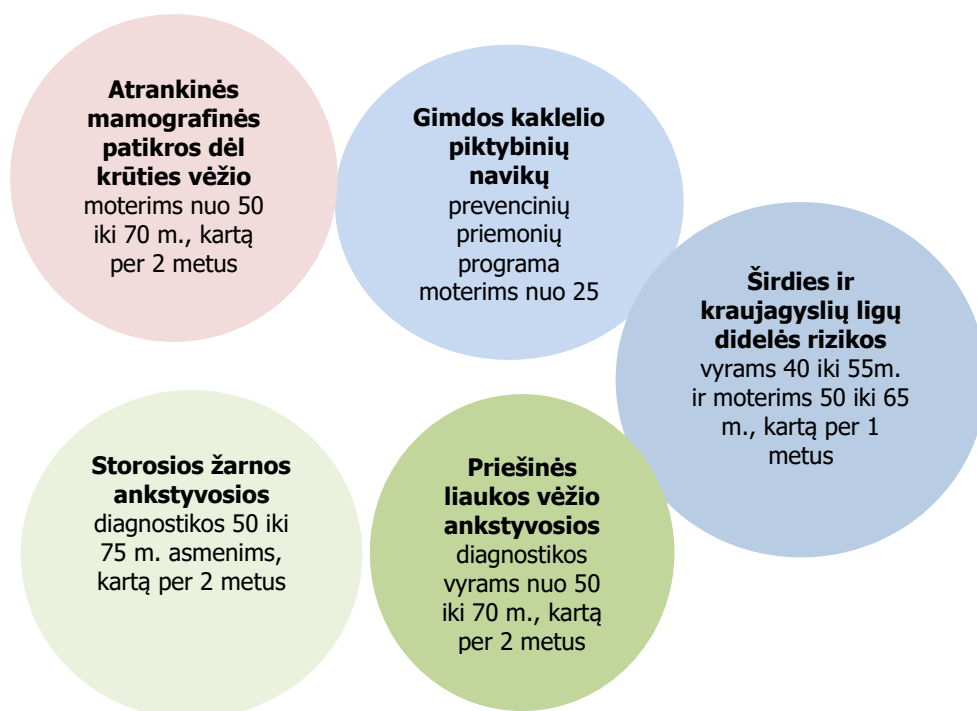 Atrankinės
mamografinės
patikros dėl
krūties vėžio
moterims nuo 50
iki 70 m., kartą
per 2 metus
Gimdos kaklelio
piktybinių
navikų
prevencinių
priemonių
programa
moterims nuo 25
Širdies ir
kraujagyslių ligų
didelės rizikos
vyrams 40 iki 55m.
ir moterims 50 iki 65
m., kartą per 1
metus
Storosios žarnos
ankstyvosios
diagnostikos 50 iki
75 m. asmenims,
kartą per 2 metus
Priešinės
liaukos vėžio
ankstyvosios
diagnostikos
vyrams nuo 50
iki 70 m., kartą
per 2 metus